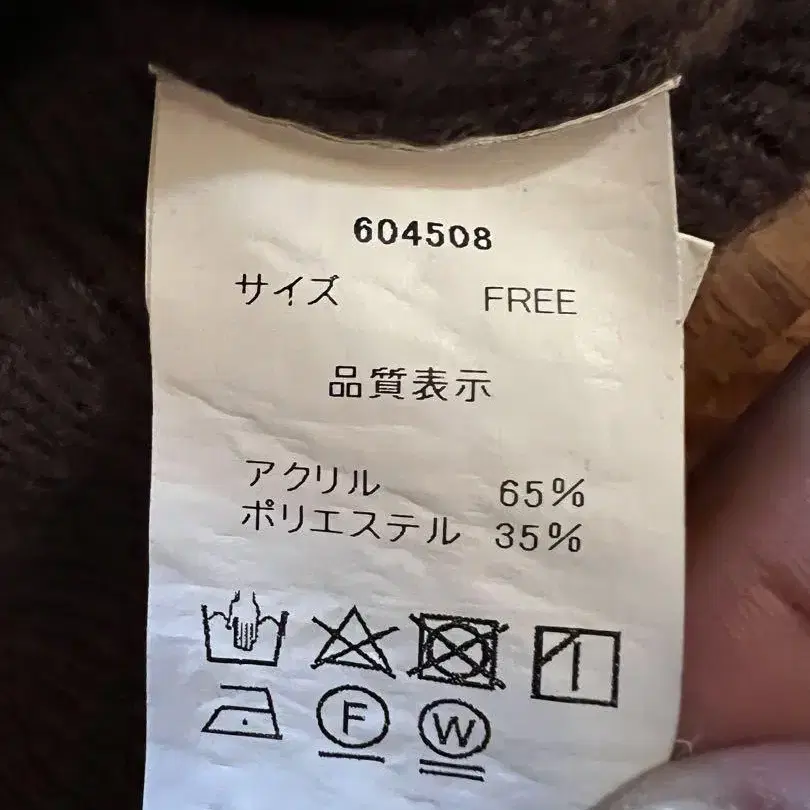 604508
サイズ FREE
品質表示
アクリル 65%
ポリエステル 35%
F W